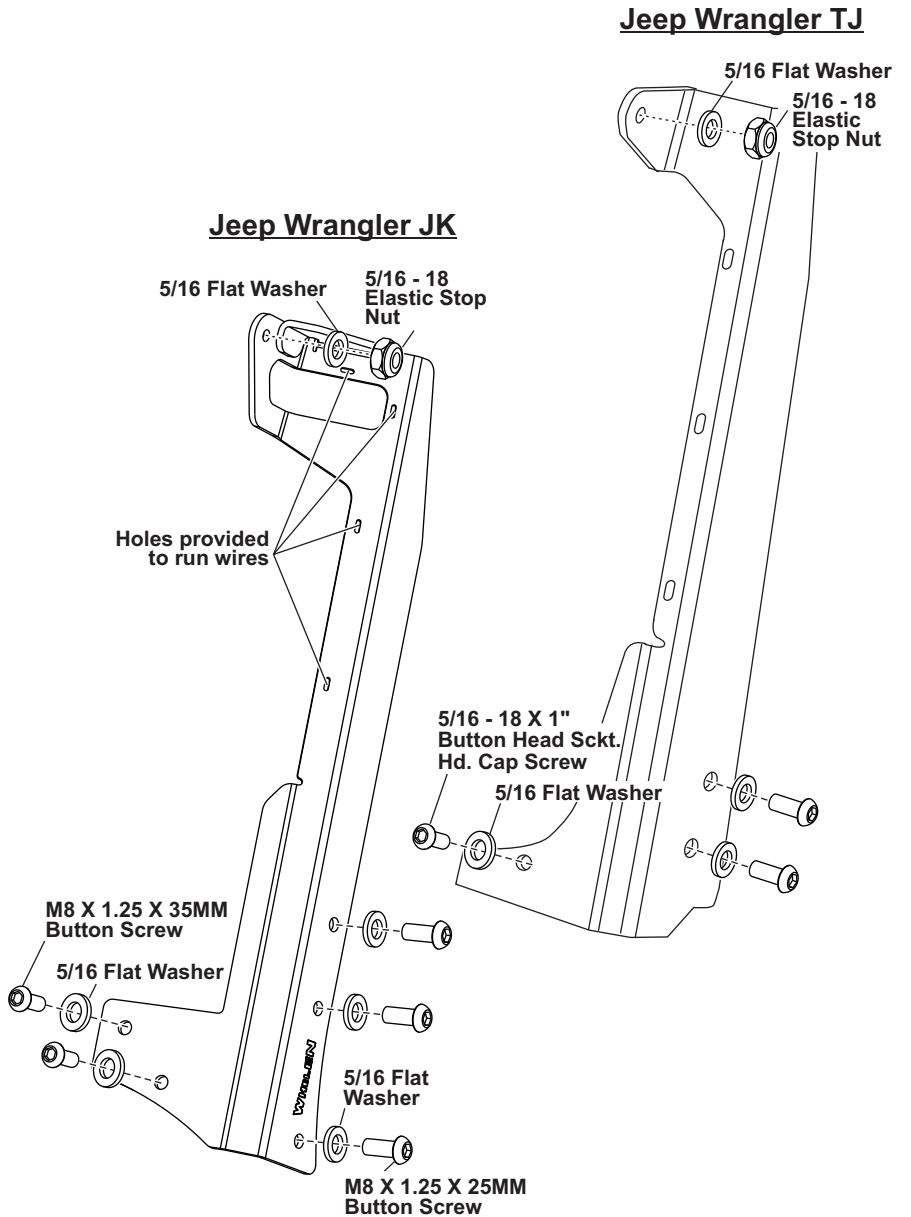 Jeep Wrangler TJ
5/16 Flat Washer
5/16 - 18
Elastic
Stop Nut
Jeep Wrangler JK
5/16 Flat Washer
5/16 - 18
Elastic Stop
Nut
Holes provided
to run wires
5/16 - 18 X 1"
Button Head Sckt.
Hd. Cap Screw
5/16 Flat Washer
M8 X 1.25 X 35MM
Button Screw
5/16 Flat Washer
WHELEN
5/16 Flat
Washer
M8 X 1.25 X 25MM
Button Screw